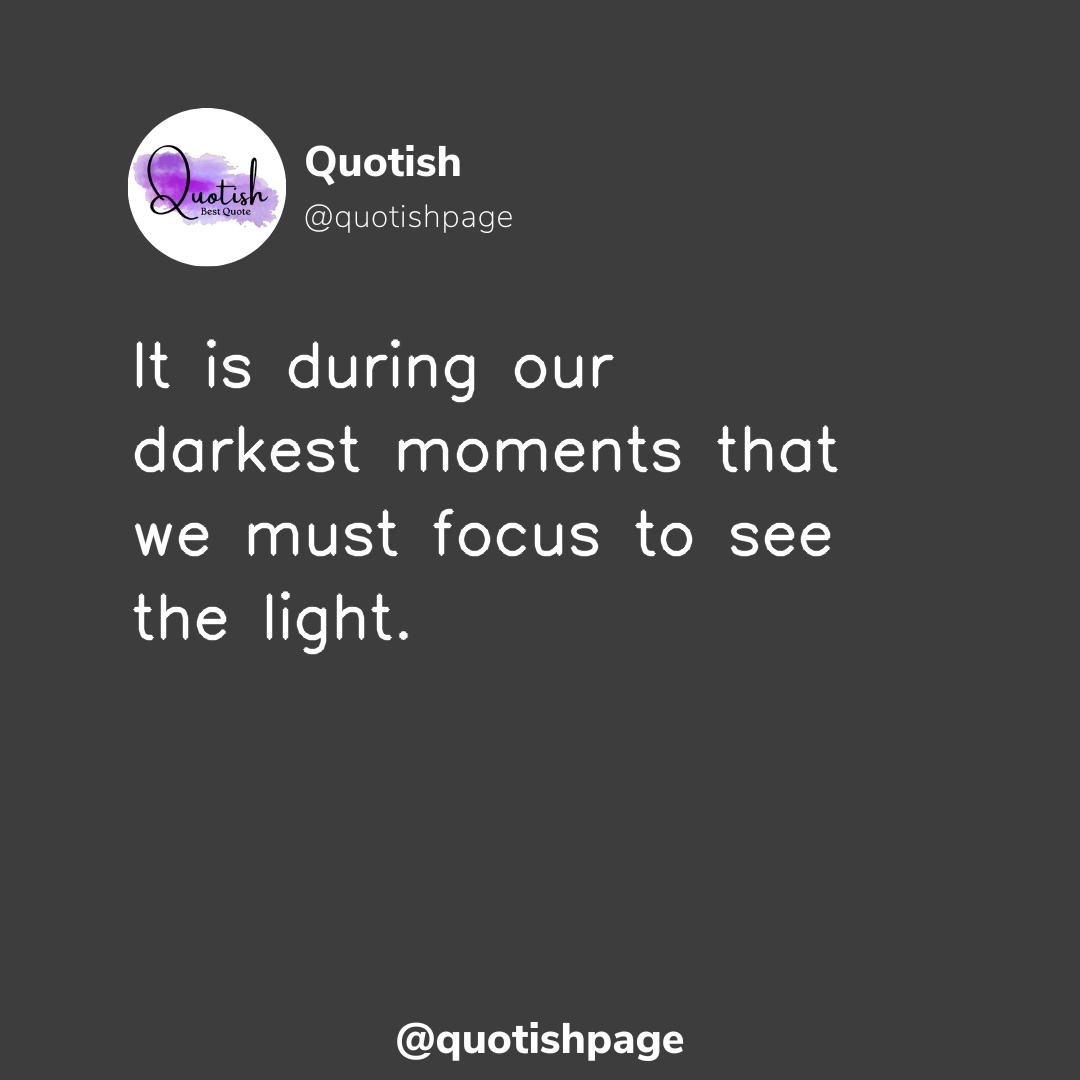 Quotish
Best Quote
Quotish
@quotishpage
It is during our
darkest moments that
we must focus to see
the light.
@quotishpage